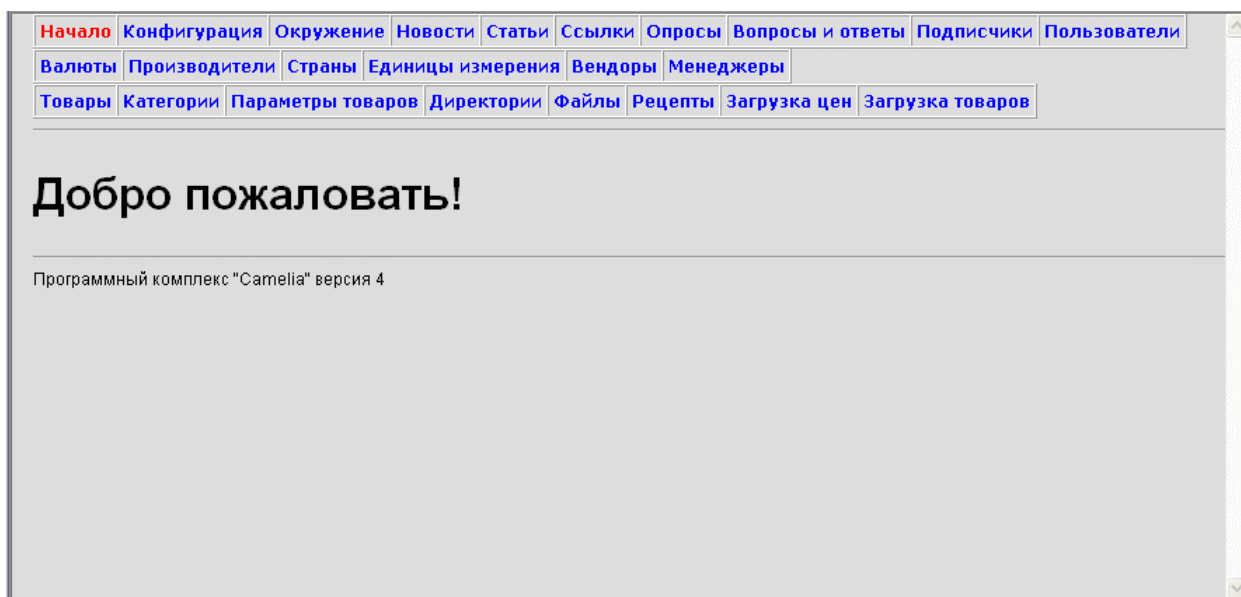 Начало Конфигурация Окружение Новости Статьи Ссылки Опросы Вопросы и ответы Подписчики Пользователи
Валюты Производители Страны Единицы измерения Вендоры Менеджеры
Товары Категории Параметры товаров Директории Файлы Рецепты Загрузка цен Загрузка товаров
Добро пожаловать!
Программный комплекс "Camelia" версия 4